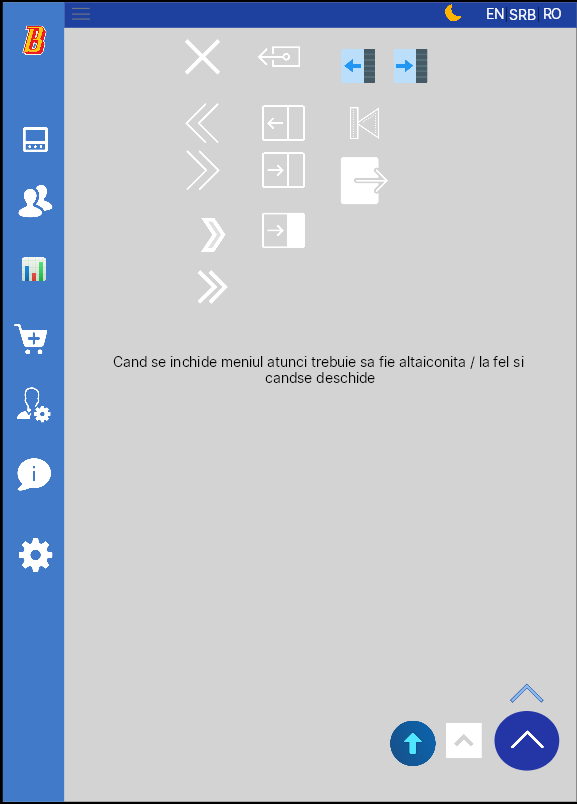 B
EN | SRB | RO
Cand se inchide meniul atunci trebuie sa fie altaiconita / la fel si
candse deschide